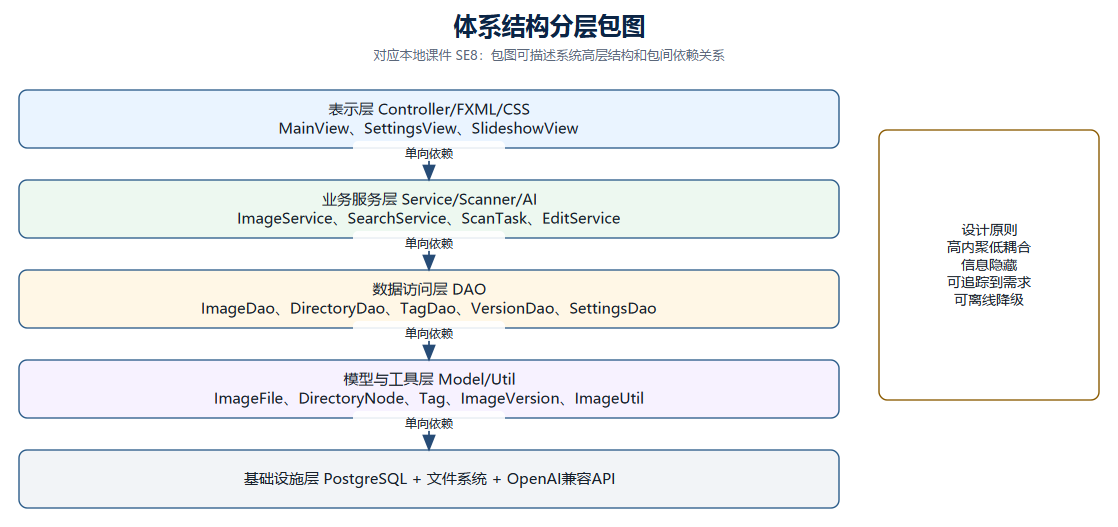 体系结构分层包图
对应本地课件 SE8：包图可描述系统高层结构和包间依赖关系
表示层 Controller/FXML/CSS
MainView、SettingsView、SlideshowView
单向依赖
业务服务层 Service/Scanner/AI
ImageService、SearchService、ScanTask、EditService
单向依赖
数据访问层 DAO
ImageDao、DirectoryDao、TagDao、VersionDao、SettingsDao
单向依赖
模型与工具层 Model/Util
ImageFile、DirectoryNode、Tag、ImageVersion、ImageUtil
单向依赖
基础设施层 PostgreSQL + 文件系统 + OpenAI兼容API
设计原则
高内聚低耦合
信息隐藏
可追踪到需求
可离线降级